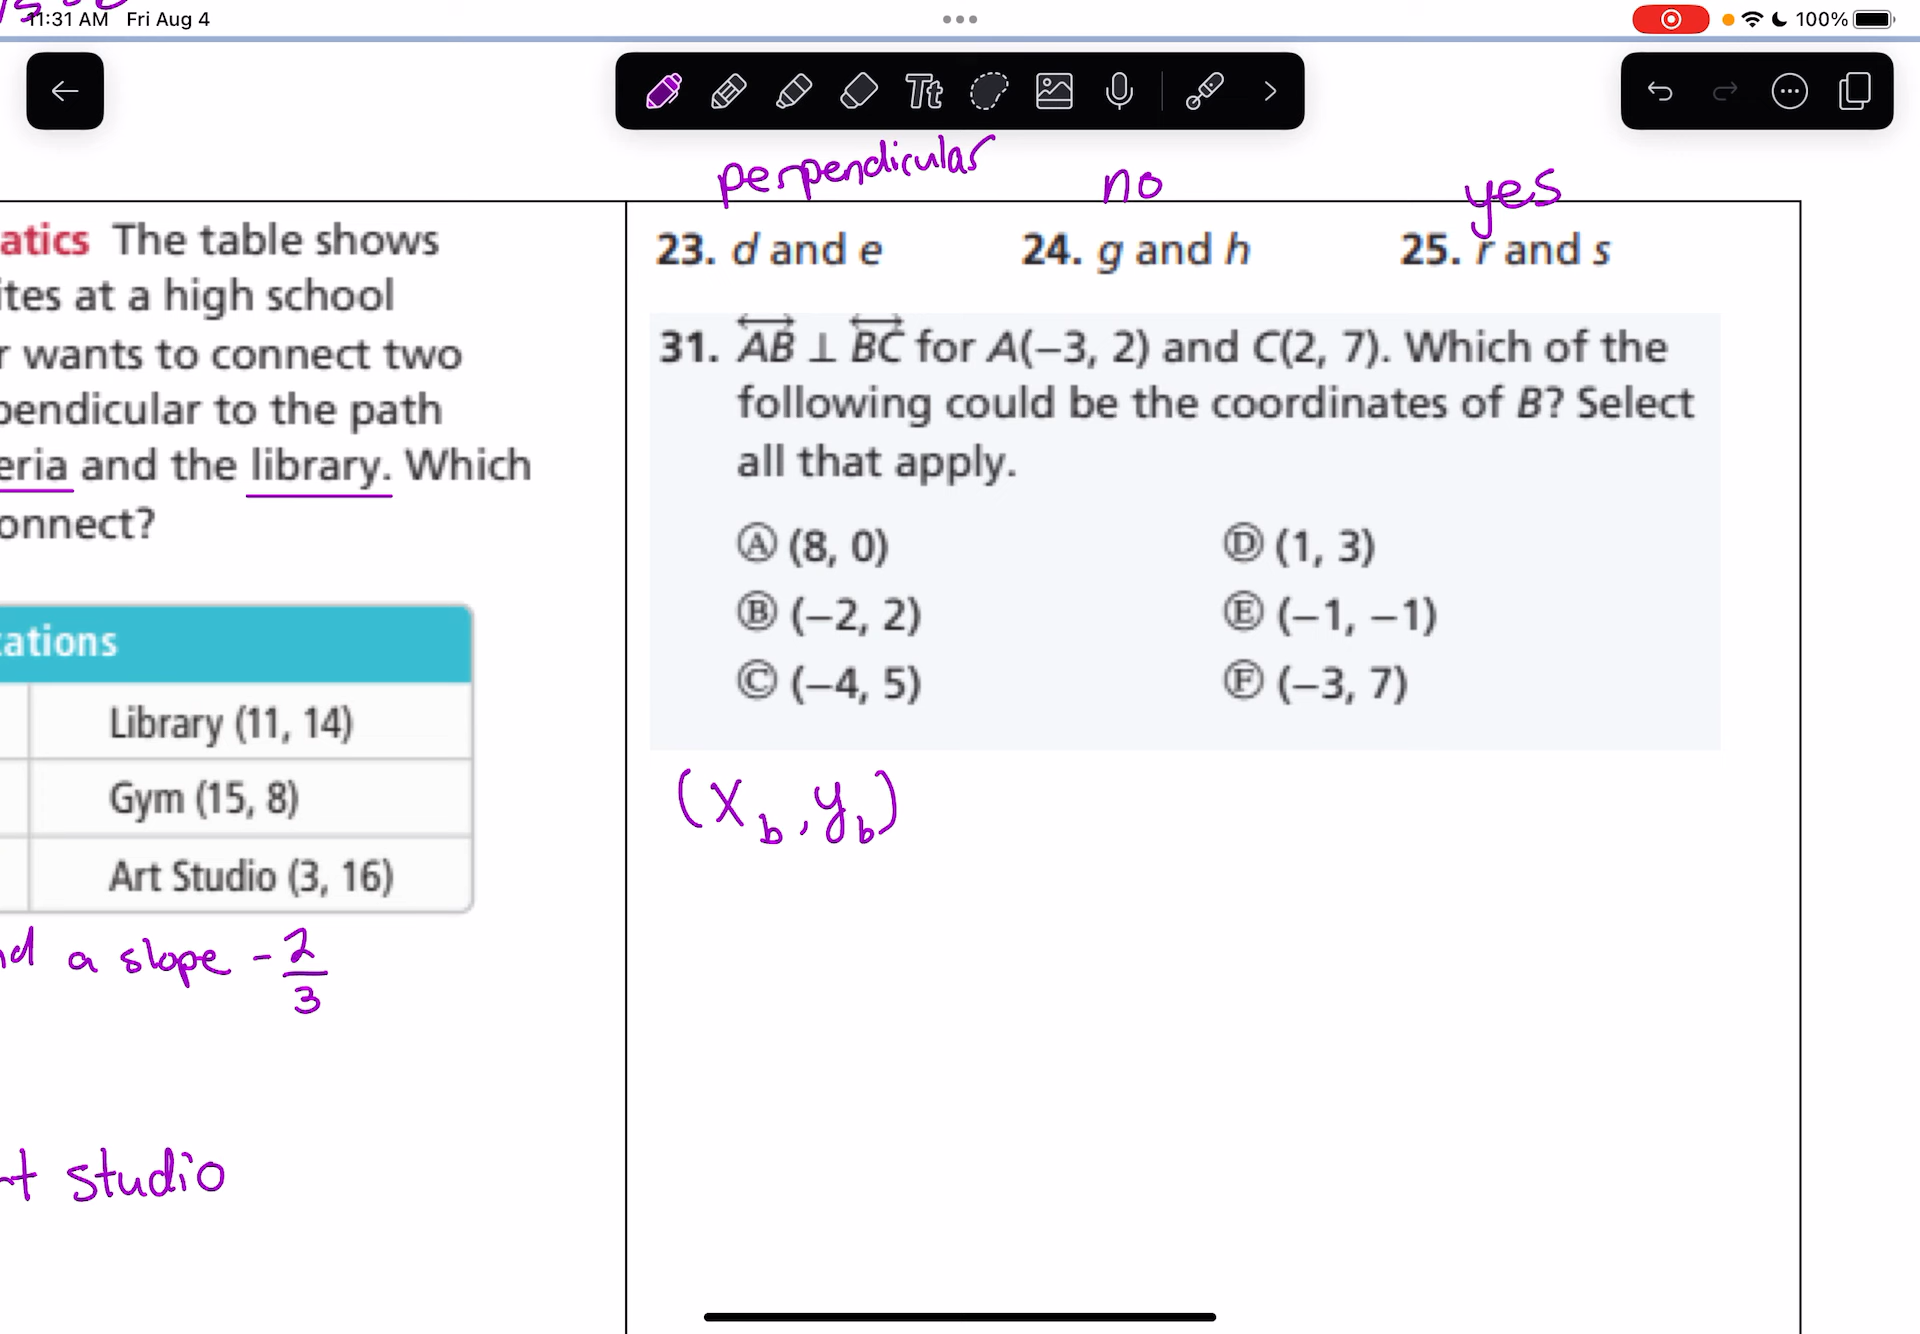 11:31 AM Fri Aug 4
100%
Tt
perpendicular no yes
atics The table shows
ites at a high school
r wants to connect two
pendicular to the path
eria and the library. Which
onnect?
ations
Library (11, 14)
Gym (15, 8)
Art Studio (3, 16)
nd a slope -2/3
rt studio
23. d and e 24. g and h 25. r and s
31. AB ⊥ BC for A(−3, 2) and C(2, 7). Which of the
following could be the coordinates of B? Select
all that apply.
Ⓐ (8, 0) Ⓓ (1, 3)
Ⓑ (−2, 2) Ⓔ (−1, −1)
Ⓒ (−4, 5) Ⓕ (−3, 7)
(x_b, y_b)